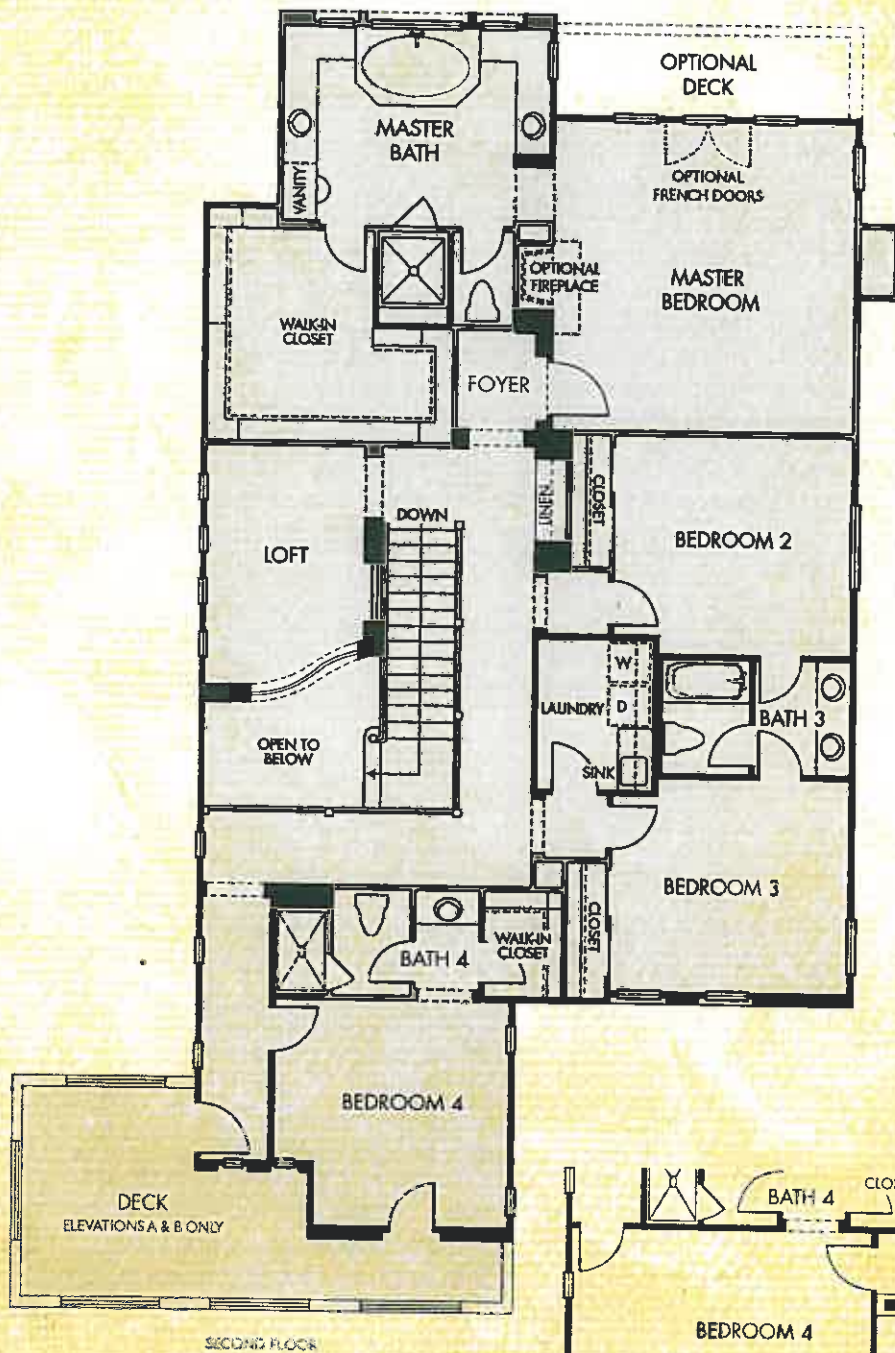 OPTIONAL
DECK
MASTER
BATH
VANITY
OPTIONAL
FRENCH DOORS
OPTIONAL
FIREPLACE
MASTER
BEDROOM
WALK-IN
CLOSET
FOYER
DOWN
LINEN
CLOSET
LOFT
BEDROOM 2
W
LAUNDRY
D
BATH 3
OPEN TO
BELOW
SINK
BEDROOM 3
CLOSET
WALK-IN
CLOSET
BATH 4
BEDROOM 4
DECK
ELEVATIONS A & B ONLY
BATH 4
CLO
BEDROOM 4
SECOND FLOOR